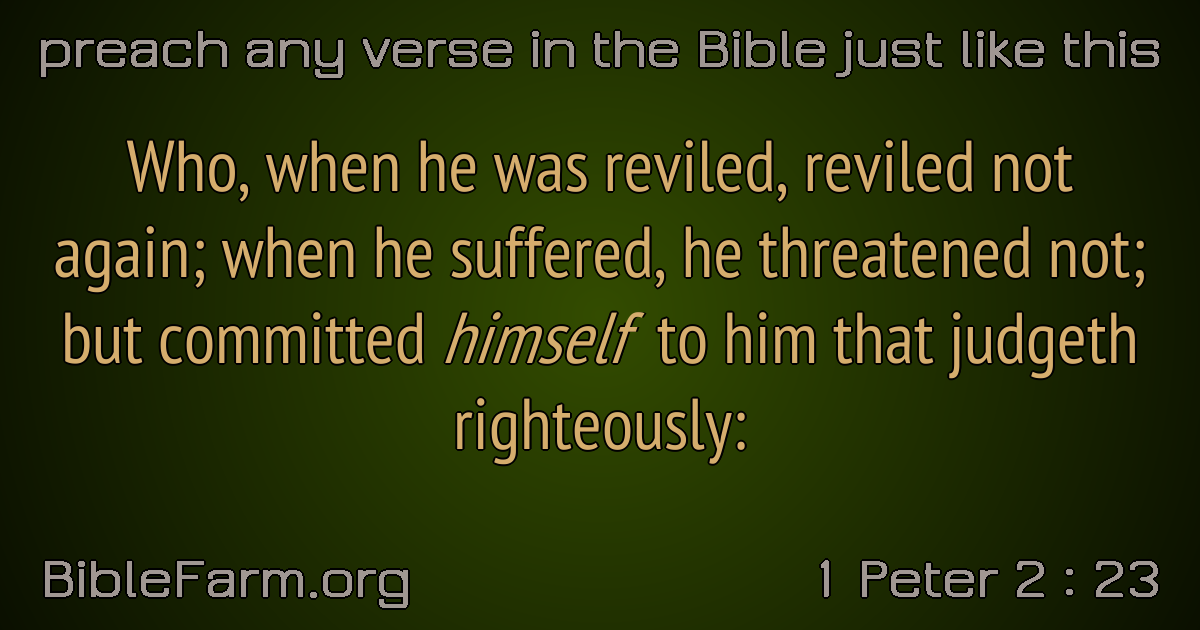 preach any verse in the Bible just like this
Who, when he was reviled, reviled not
again; when he suffered, he threatened not;
but committed himself to him that judgeth
righteously:
BibleFarm.org
1 Peter 2 : 23